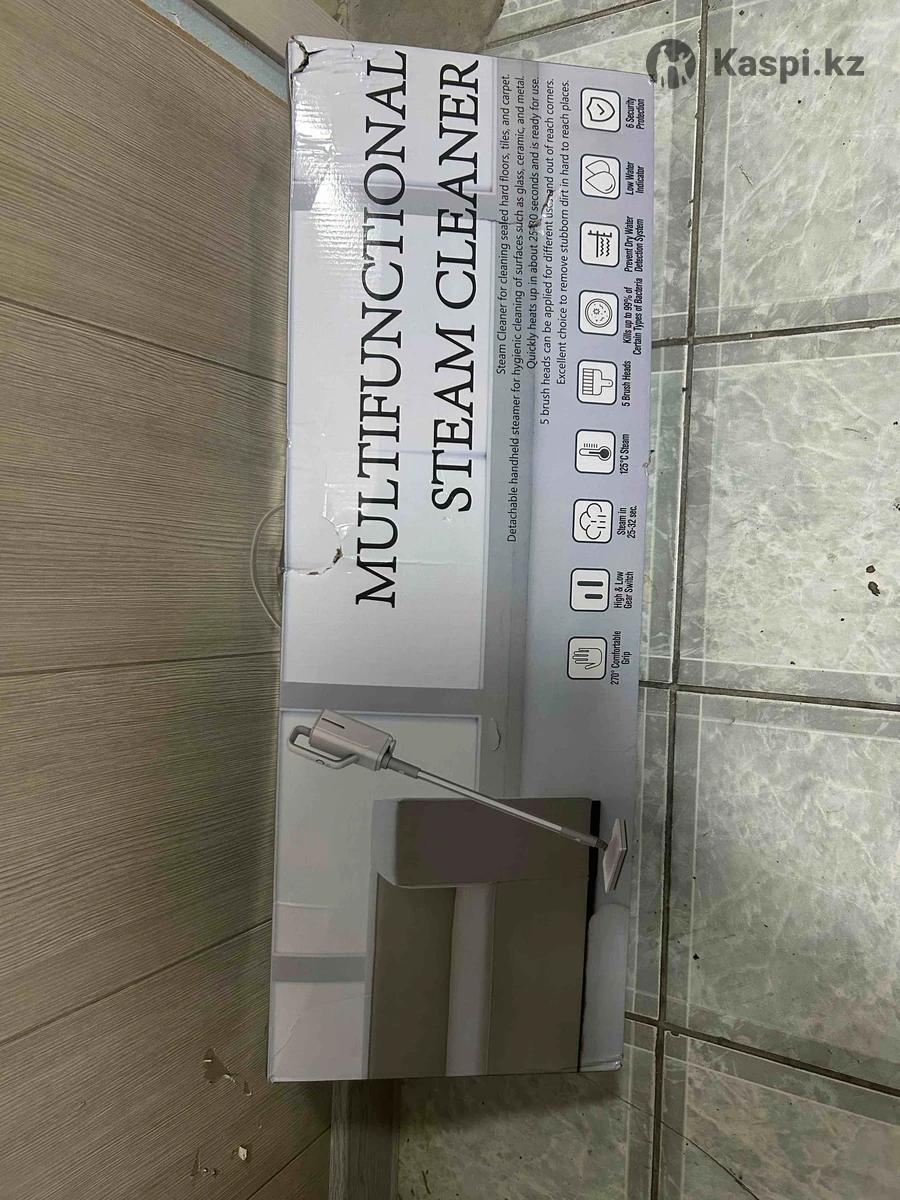 Kaspi.kz
MULTIFUNCTIONAL
STEAM CLEANER
Steam Cleaner for cleaning sealed hard floors, tiles, and carpet.
Detachable handheld steamer for hygienic cleaning of surfaces such as glass, ceramic, and metal.
Quickly heats up in about 25-30 seconds and is ready for use.
5 brush heads can be applied for different uses and out of reach corners.
Excellent choice to remove stubborn dirt in hard to reach places.
270° Comfortable
Grip
High & Low
Gear Switch
Steam in
25-32 sec.
125°C Steam
5 Brush Heads
Kills up to 99% of
Certain Types of Bacteria
Prevent Dry Water
Detection System
Low Water
Indicator
6 Security
Protection